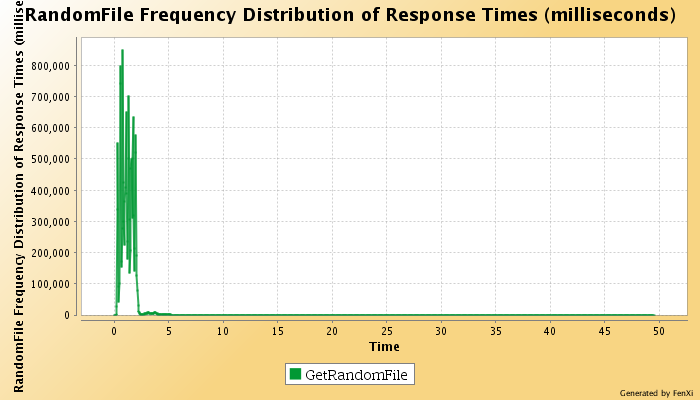 RandomFile Frequency Distribution of Response Times (milliseconds)
RandomFile Frequency Distribution of Response Times (millise
800,000
700,000
600,000
500,000
400,000
300,000
200,000
100,000
0
0 5 10 15 20 25 30 35 40 45 50
Time
GetRandomFile
Generated by FenXi